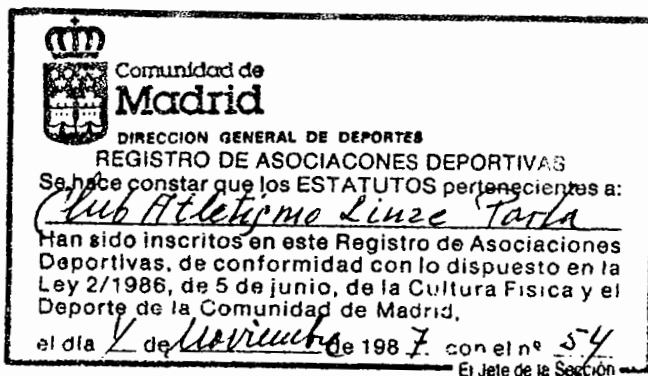 Comunidad de
Madrid
DIRECCION GENERAL DE DEPORTES
REGISTRO DE ASOCIACONES DEPORTIVAS
Se hace constar que los ESTATUTOS pertenecientes a:
Club Atletismo Linze Parla
Han sido inscritos en este Registro de Asociaciones
Deportivas, de conformidad con lo dispuesto en la
Ley 2/1986, de 5 de junio, de la Cultura Fisica y el
Deporte de la Comunidad de Madrid,
el día de Noviembre de 1987. con el nº 54
El Jefe de la Sección